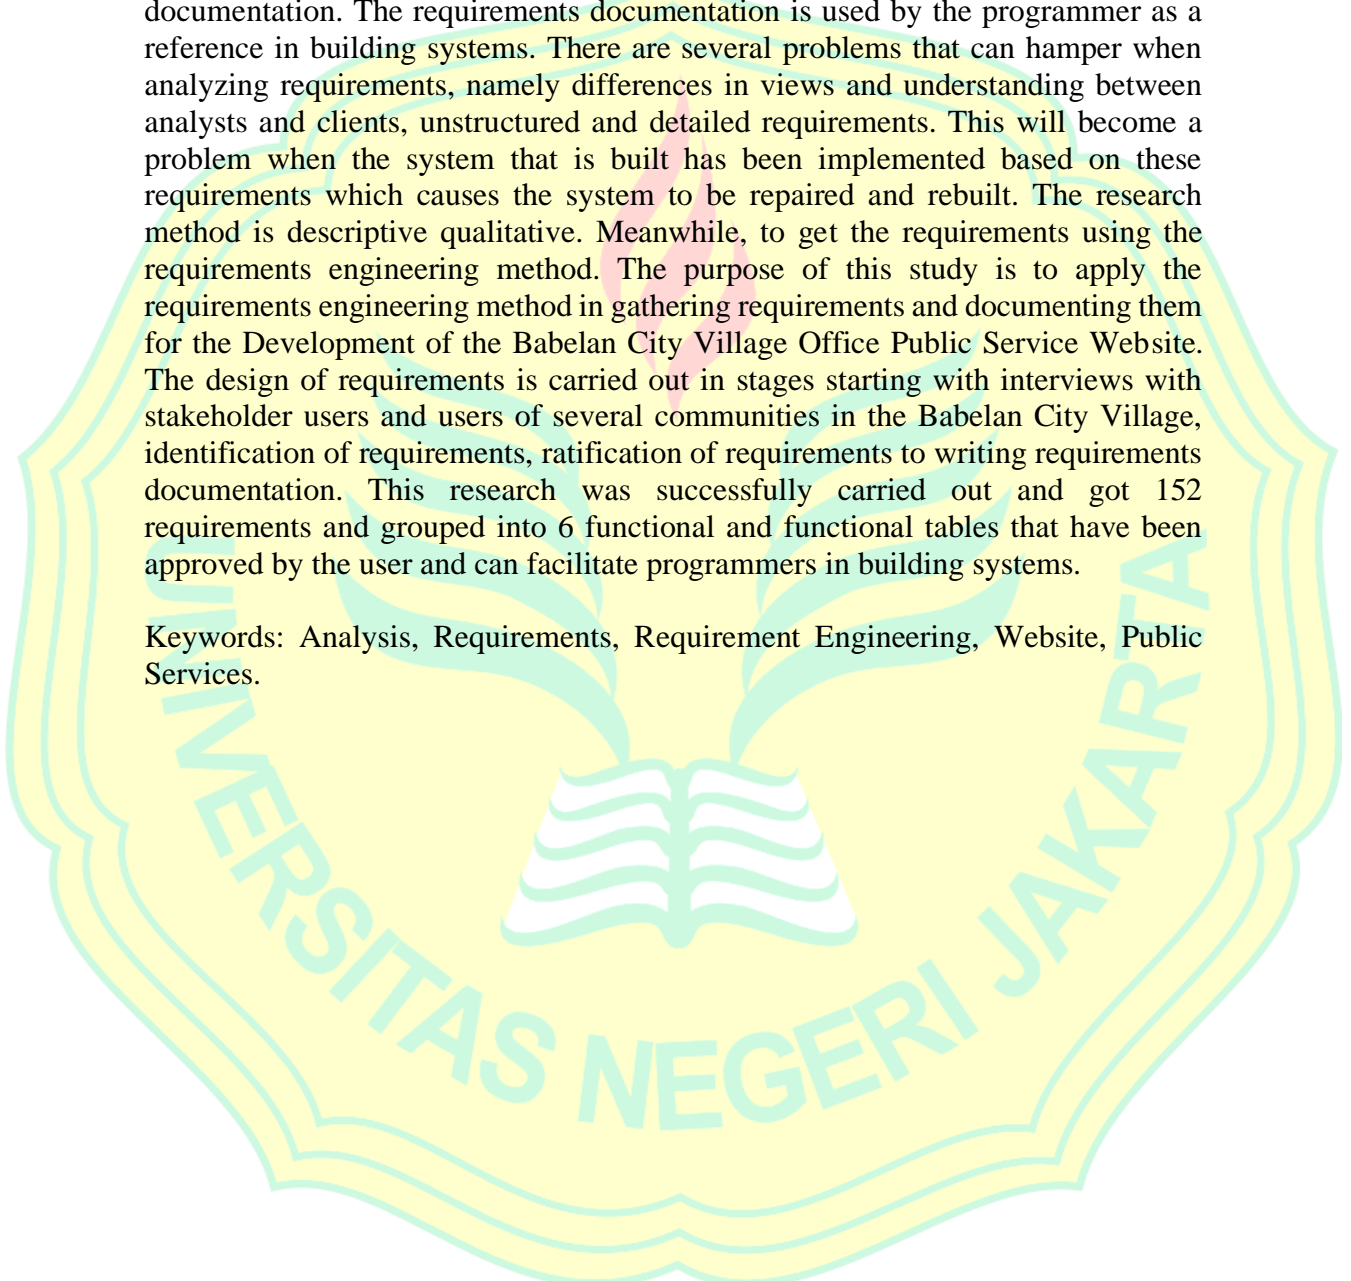 documentation. The requirements documentation is used by the programmer as a
reference in building systems. There are several problems that can hamper when
analyzing requirements, namely differences in views and understanding between
analysts and clients, unstructured and detailed requirements. This will become a
problem when the system that is built has been implemented based on these
requirements which causes the system to be repaired and rebuilt. The research
method is descriptive qualitative. Meanwhile, to get the requirements using the
requirements engineering method. The purpose of this study is to apply the
requirements engineering method in gathering requirements and documenting them
for the Development of the Babelan City Village Office Public Service Website.
The design of requirements is carried out in stages starting with interviews with
stakeholder users and users of several communities in the Babelan City Village,
identification of requirements, ratification of requirements to writing requirements
documentation. This research was successfully carried out and got 152
requirements and grouped into 6 functional and functional tables that have been
approved by the user and can facilitate programmers in building systems.
Keywords: Analysis, Requirements, Requirement Engineering, Website, Public
Services.
UNIVERSITAS NEGERI JAKARTA